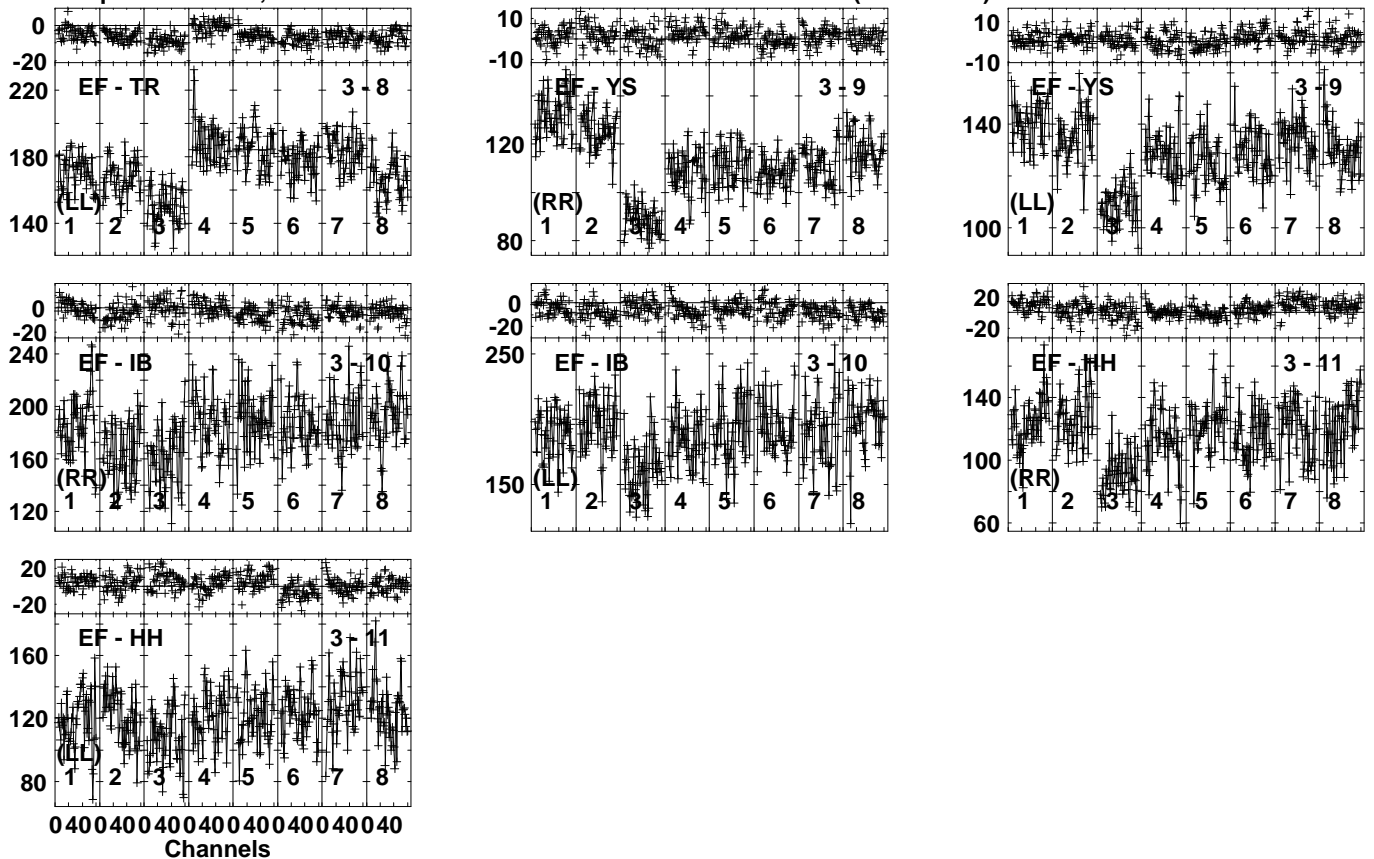 0
-20
10
-10
10
-10
220
180
140
EF - TR 3 - 8
(LL)
1 2 3 4 5 6 7 8
120
80
EF - YS 3 - 9
(RR)
1 2 3 4 5 6 7 8
140
100
EF - YS 3 - 9
(LL)
1 2 3 4 5 6 7 8
0
-20
0
-20
20
-20
240
200
160
120
EF - IB 3 - 10
(RR)
1 2 3 4 5 6 7 8
250
150
EF - IB 3 - 10
(LL)
1 2 3 4 5 6 7 8
140
100
60
EF - HH 3 - 11
(RR)
1 2 3 4 5 6 7 8
20
-20
160
120
80
EF - HH 3 - 11
(LL)
1 2 3 4 5 6 7 8
0 40 0 40 0 40 0 40 0 40 0 40 0 40 0 40
Channels